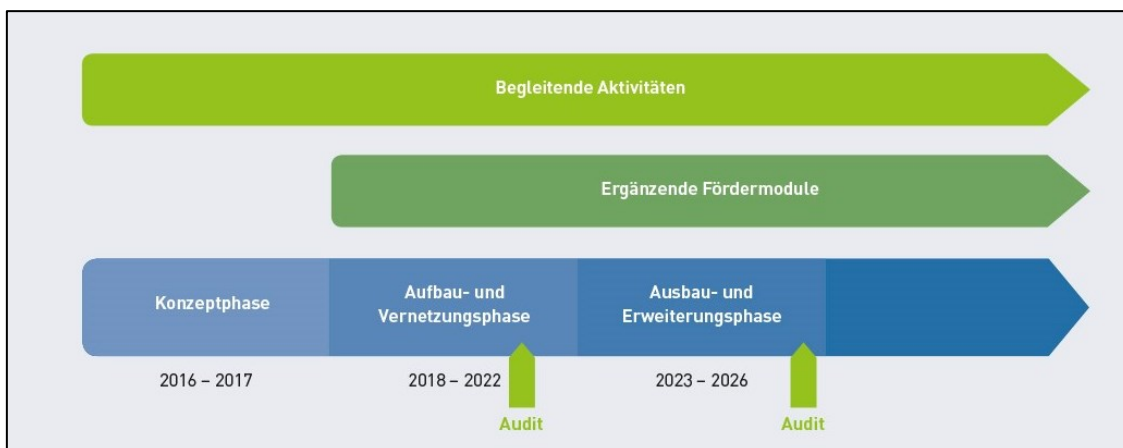 Begleitende Aktivitäten
Ergänzende Fördermodule
Konzeptphase
Aufbau- und
Vernetzungsphase
Ausbau- und
Erweiterungsphase
2016 – 2017
2018 – 2022
2023 – 2026
Audit
Audit